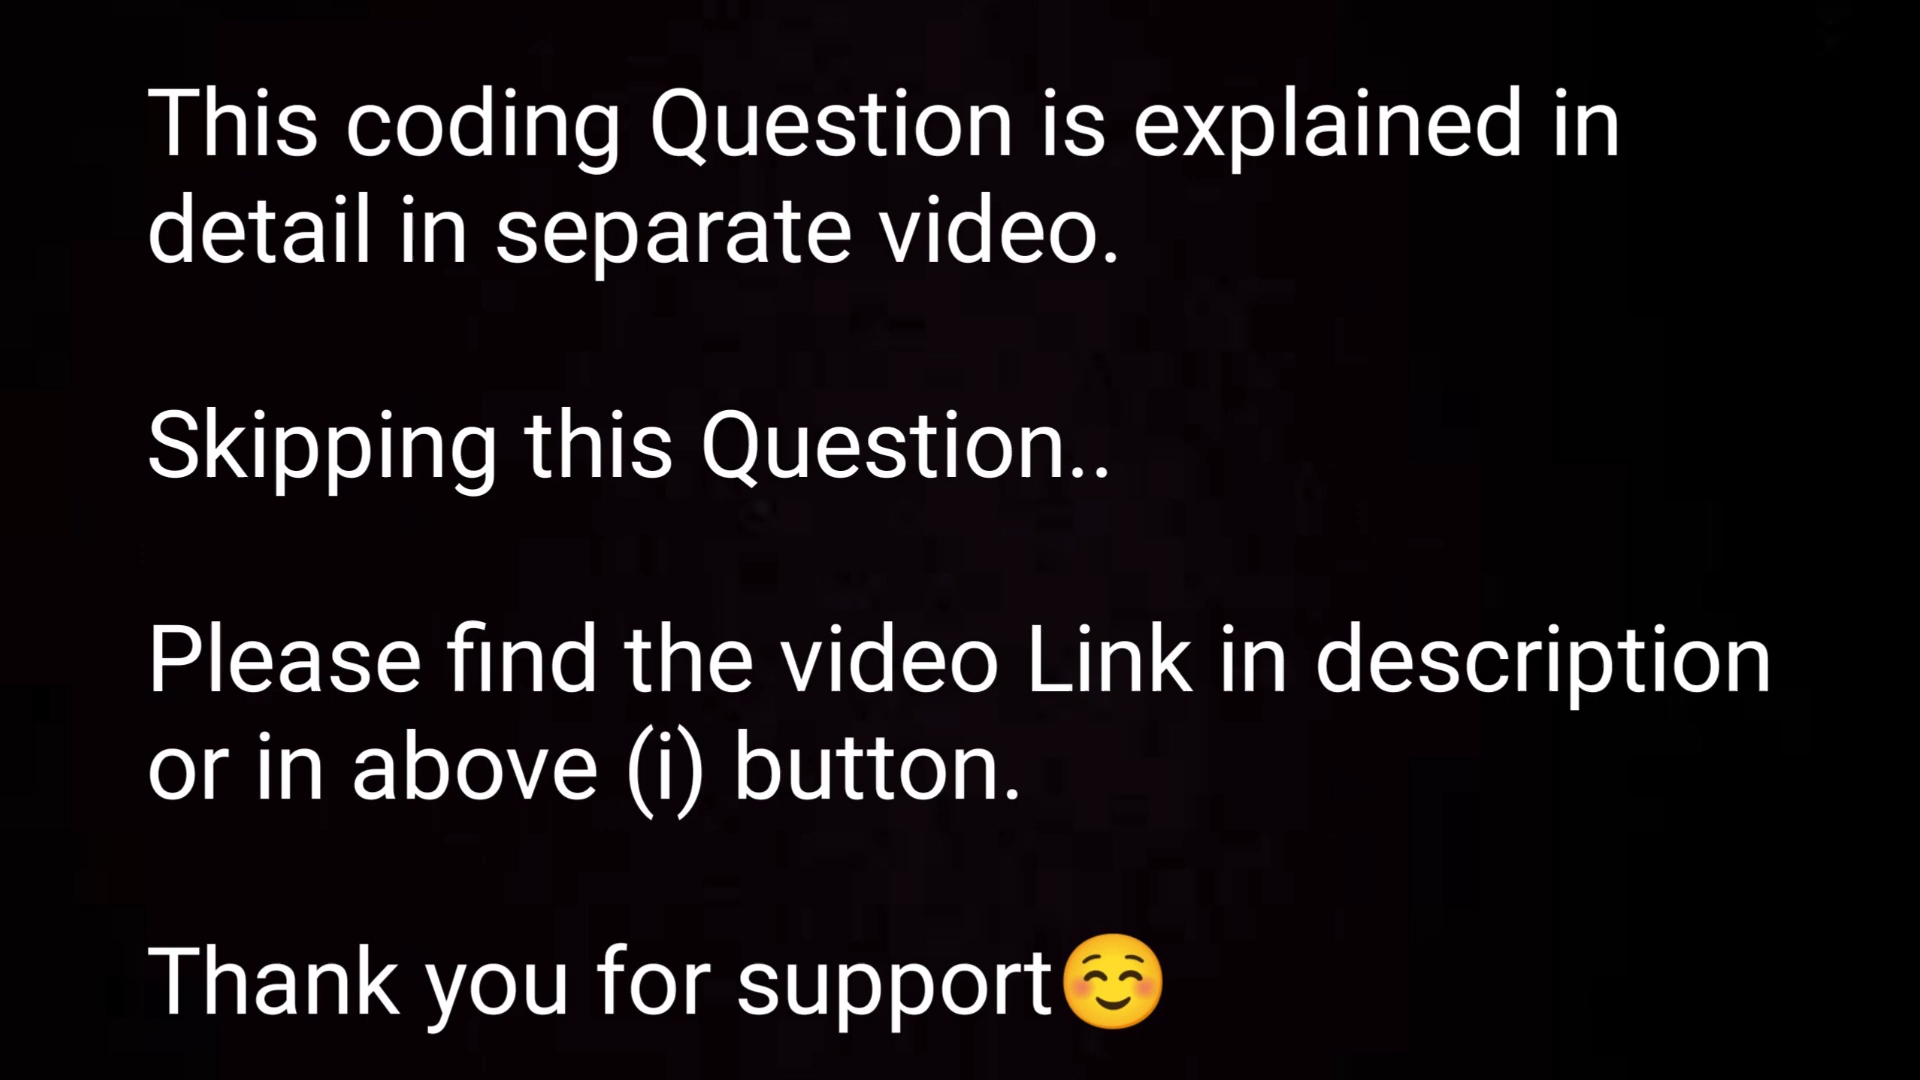 This coding Question is explained in
detail in separate video.
Skipping this Question..
Please find the video Link in description
or in above (i) button.
Thank you for support☺️